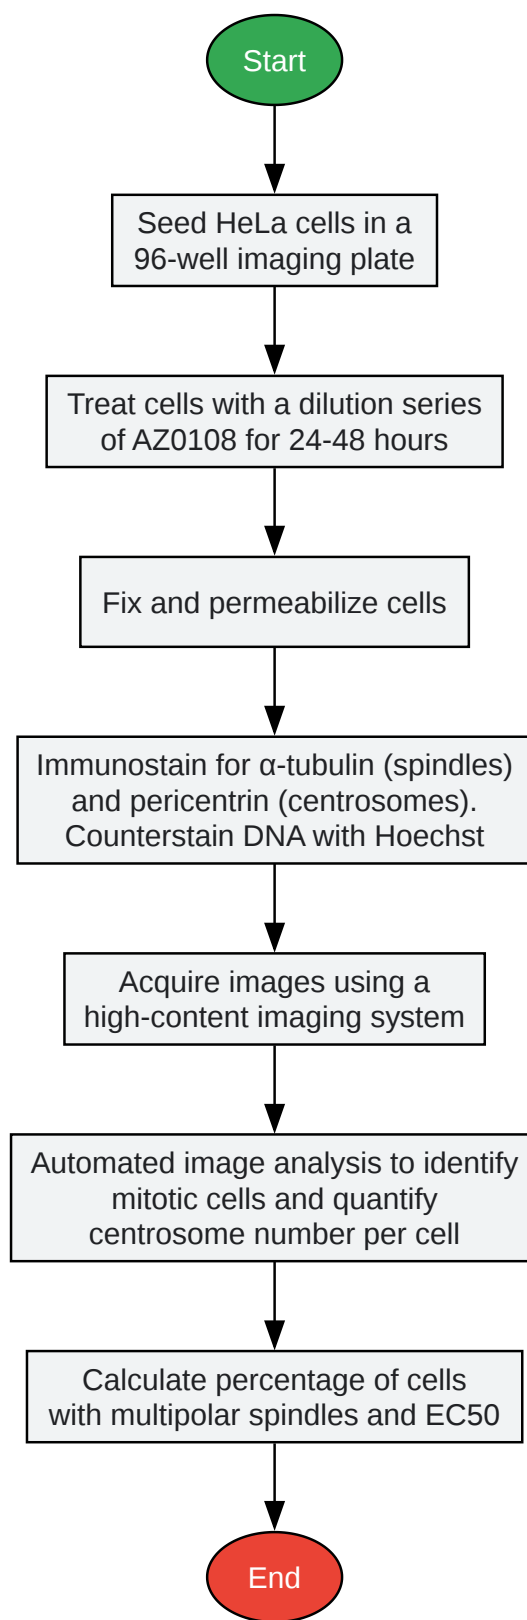 Start
Seed HeLa cells in a
96-well imaging plate
Treat cells with a dilution series
of AZ0108 for 24-48 hours
Fix and permeabilize cells
Immunostain for α-tubulin (spindles)
and pericentrin (centrosomes).
Counterstain DNA with Hoechst
Acquire images using a
high-content imaging system
Automated image analysis to identify
mitotic cells and quantify
centrosome number per cell
Calculate percentage of cells
with multipolar spindles and EC50
End